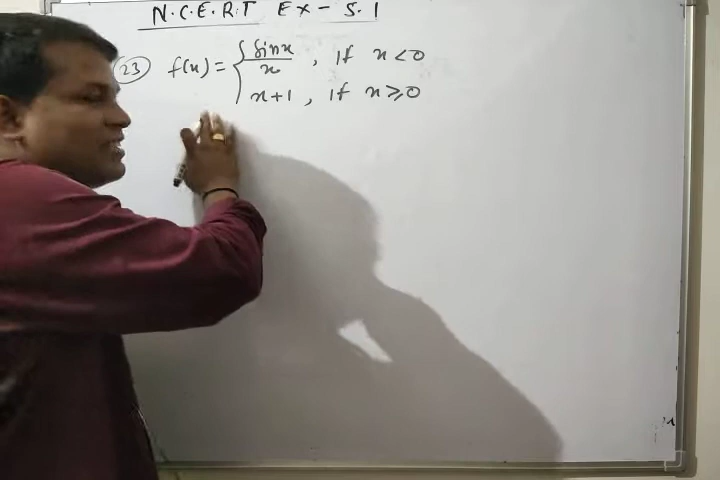 N.C.E.R.T Ex - 5.1
(23) f(x) = { sinx/x , if x < 0
x+1 , if x ≥ 0